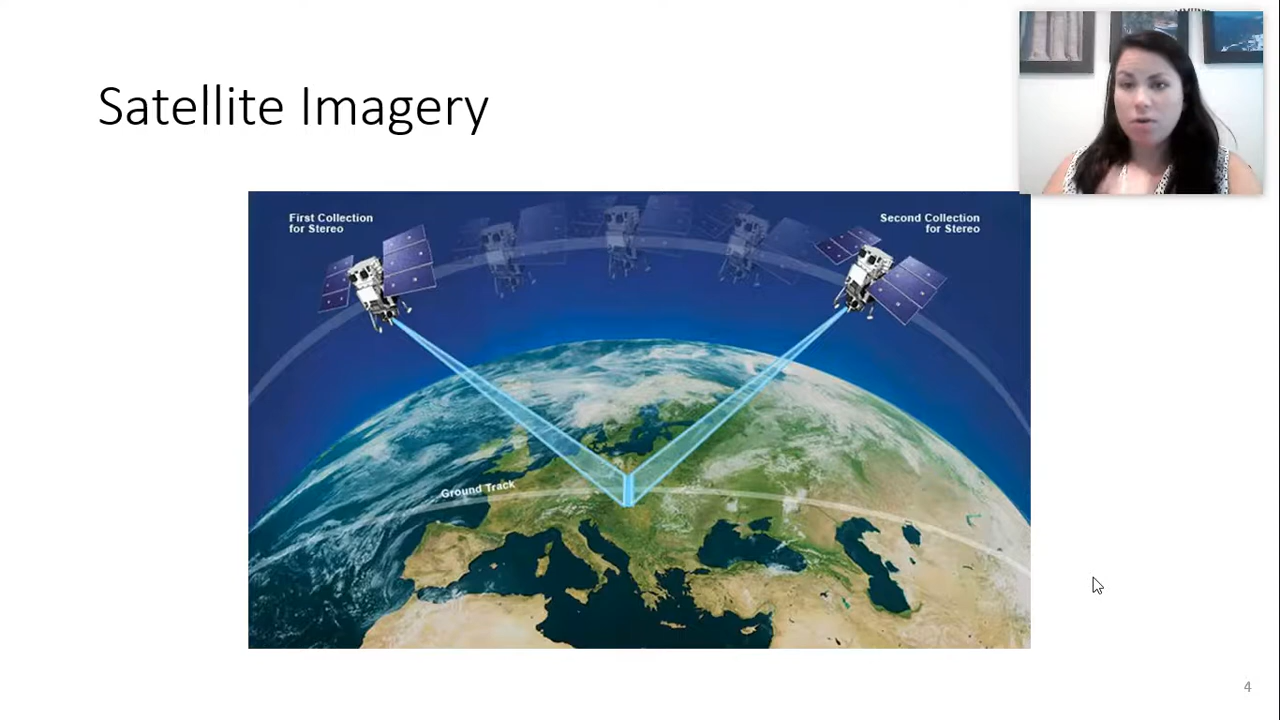 Satellite Imagery
First Collection
for Stereo
Second Collection
for Stereo
Ground Track
4